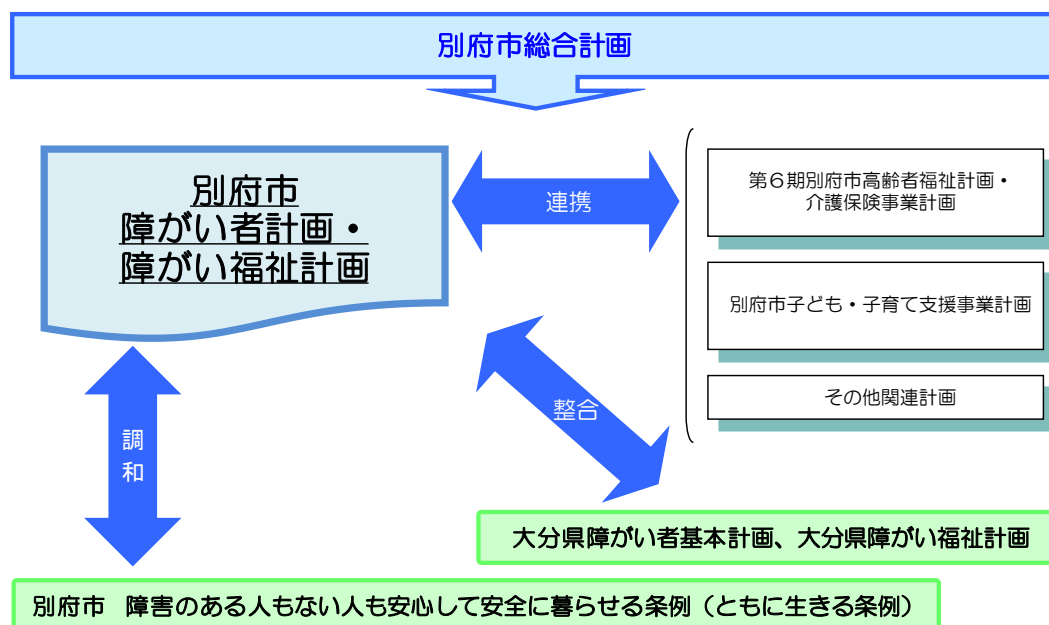 別府市総合計画
別府市
障がい者計画・
障がい福祉計画
連携
第6期別府市高齢者福祉計画・
介護保険事業計画
別府市子ども・子育て支援事業計画
その他関連計画
整合
調
和
大分県障がい者基本計画、大分県障がい福祉計画
別府市　障害のある人もない人も安心して安全に暮らせる条例（ともに生きる条例）